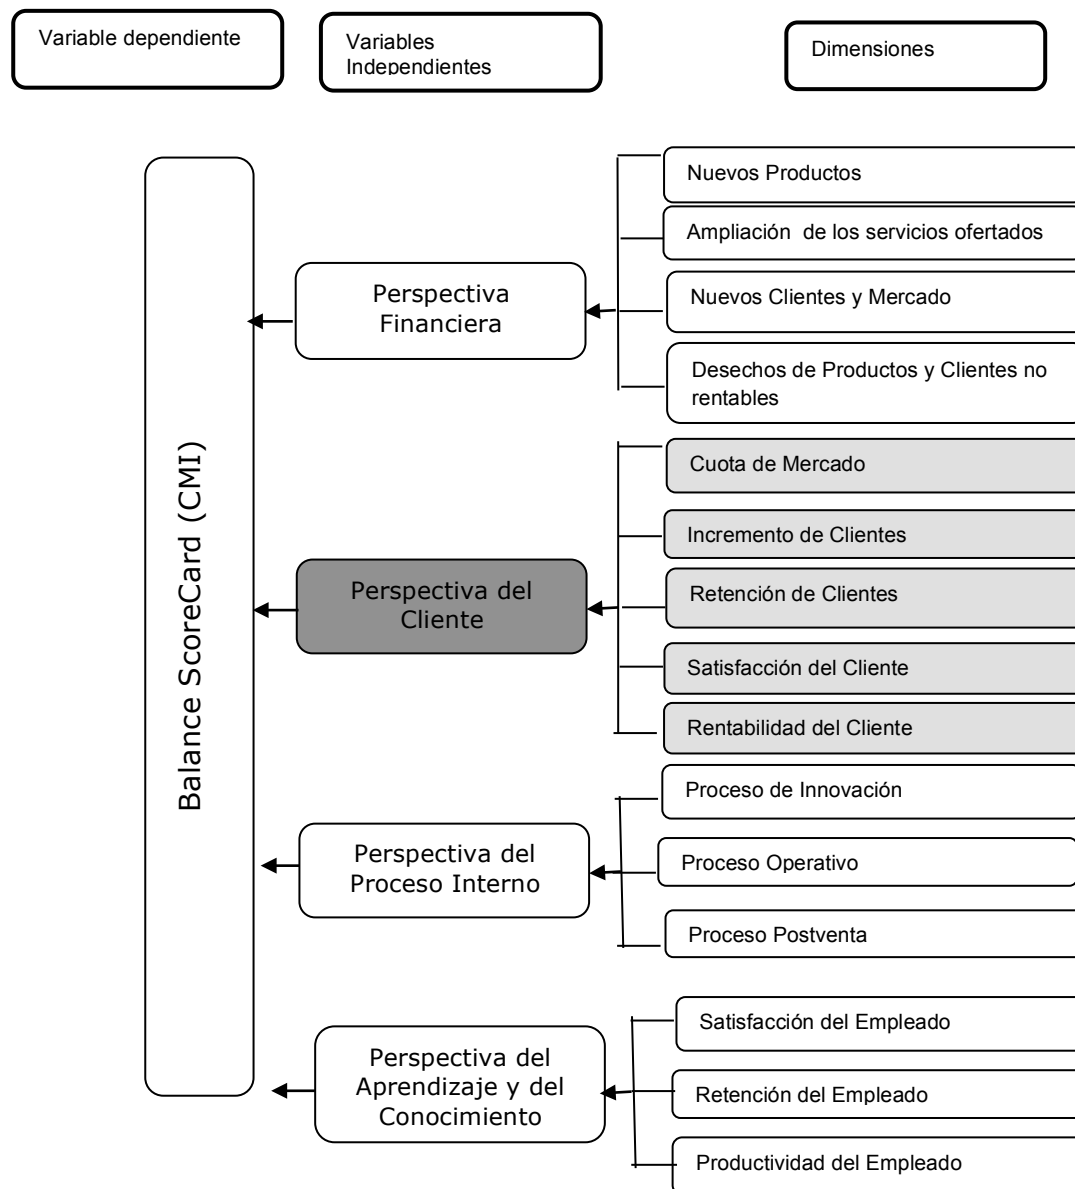 Variable dependiente
Variables
Independientes
Dimensiones
Balance ScoreCard (CMI)
Perspectiva
Financiera
Nuevos Productos
Ampliación de los servicios ofertados
Nuevos Clientes y Mercado
Desechos de Productos y Clientes no
rentables
Perspectiva del
Cliente
Cuota de Mercado
Incremento de Clientes
Retención de Clientes
Satisfacción del Cliente
Rentabilidad del Cliente
Perspectiva del
Proceso Interno
Proceso de Innovación
Proceso Operativo
Proceso Postventa
Perspectiva del
Aprendizaje y del
Conocimiento
Satisfacción del Empleado
Retención del Empleado
Productividad del Empleado